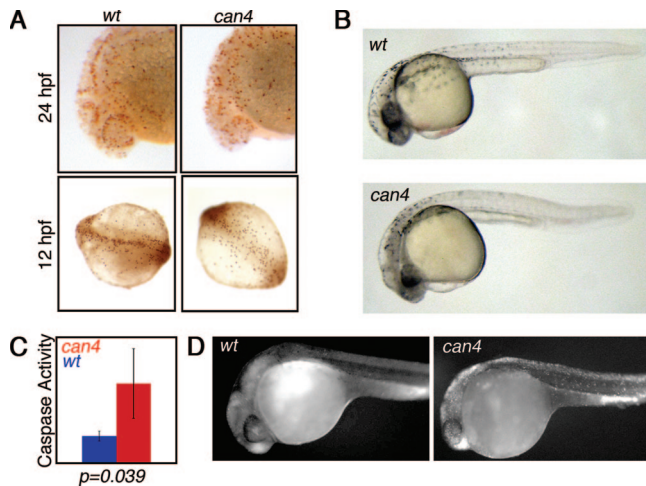 A
wt
can4
24 hpf
12 hpf
B
wt
can4
C
can4
wt
Caspase Activity
p=0.039
D
wt
can4